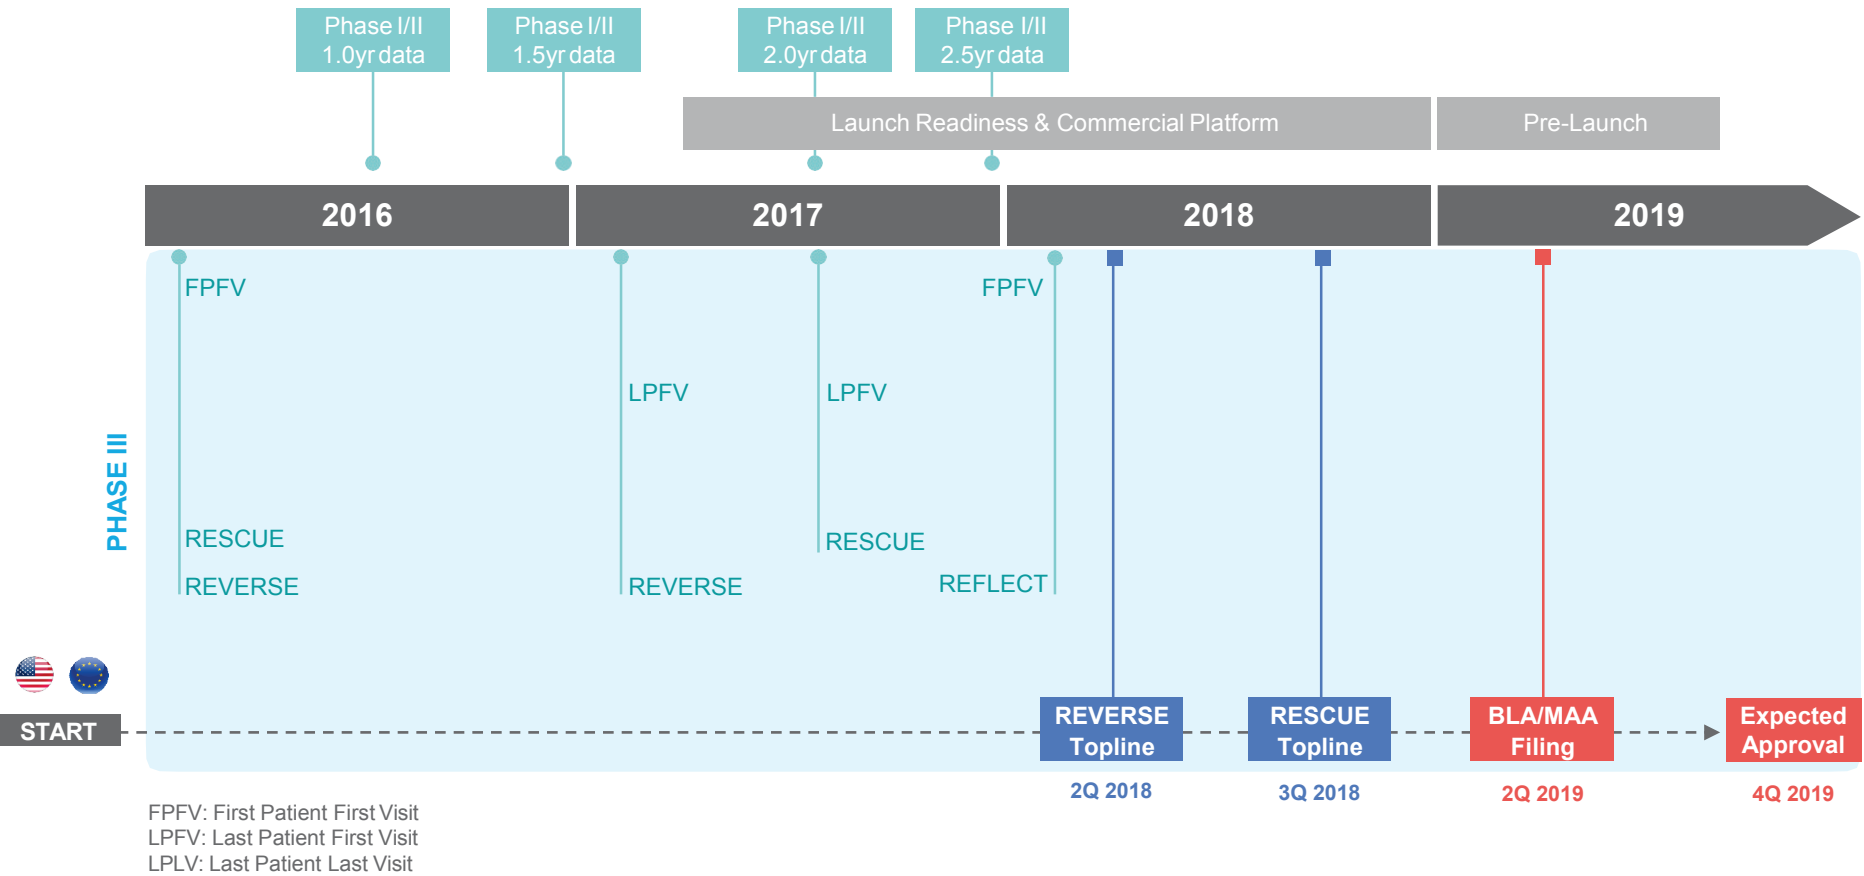 Phase I/II
1.0yr data
Phase I/II
1.5yr data
Phase I/II
2.0yr data
Phase I/II
2.5yr data
Launch Readiness & Commercial Platform
Pre-Launch
2016
2017
2018
2019
FPFV
FPFV
LPFV
LPFV
PHASE III
RESCUE
RESCUE
REVERSE
REVERSE
REFLECT
START
REVERSE
Topline
RESCUE
Topline
BLA/MAA
Filing
Expected
Approval
2Q 2018
3Q 2018
2Q 2019
4Q 2019
FPFV: First Patient First Visit
LPFV: Last Patient First Visit
LPLV: Last Patient Last Visit